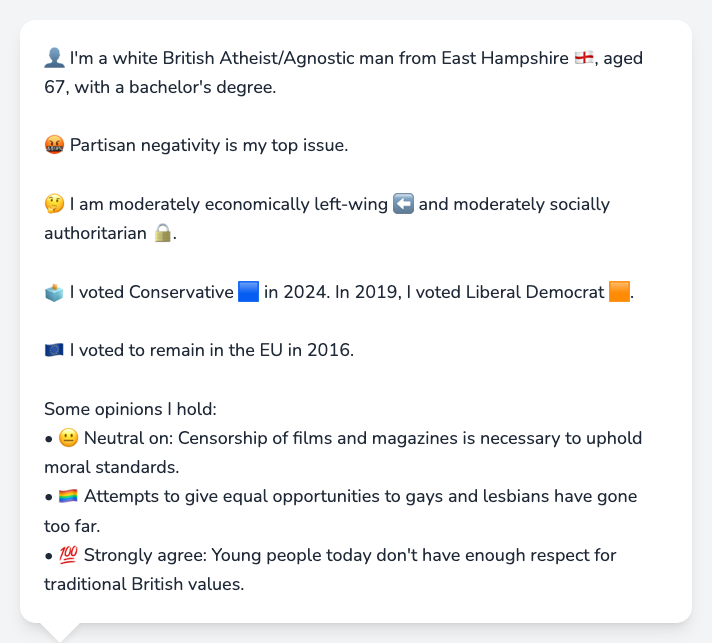 👤 I'm a white British Atheist/Agnostic man from East Hampshire 🏴󠁧󠁢󠁥󠁮󠁧󠁿, aged
67, with a bachelor's degree.
🤬 Partisan negativity is my top issue.
🤔 I am moderately economically left-wing ⬅️ and moderately socially
authoritarian 🔒.
🗳️ I voted Conservative 🟦 in 2024. In 2019, I voted Liberal Democrat 🟧.
🇪🇺 I voted to remain in the EU in 2016.
Some opinions I hold:
• 😐 Neutral on: Censorship of films and magazines is necessary to uphold
moral standards.
• 🏳️‍🌈 Attempts to give equal opportunities to gays and lesbians have gone
too far.
• 💯 Strongly agree: Young people today don't have enough respect for
traditional British values.